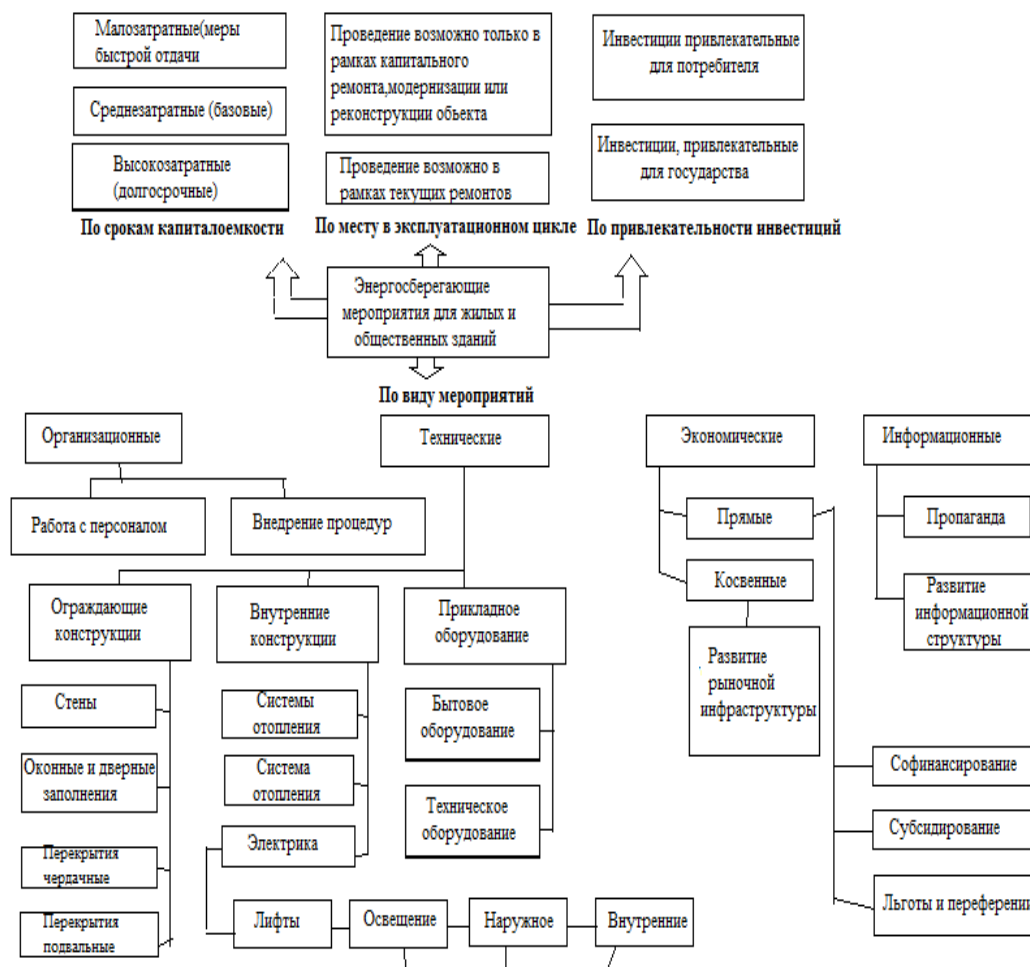 Малозатратные(меры
быстрой отдачи
Среднезатратные (базовые)
Высокозатратные
(долгосрочные)
По срокам капиталоемкости
Проведение возможно только в
рамках капитального
ремонта,модернизации или
реконструкции обьекта
Проведение возможно в
рамках текущих ремонтов
По месту в эксплуатационном цикле
Инвестиции привлекательные
для потребителя
Инвестиции, привлекательные
для государства
По привлекательности инвестиций
Энергосберегающие
мероприятия для жилых и
общественных зданий
По виду мероприятий
Организационные
Технические
Экономические
Информационные
Работа с персоналом
Внедрение процедур
Прямые
Пропаганда
Косвенные
Развитие
информационной
структуры
Ограждающие
конструкции
Внутренние
конструкции
Прикладное
оборудование
Развитие
рыночной
инфраструктуры
Стены
Системы
отопления
Бытовое
оборудование
Оконные и дверные
заполнения
Система
отопления
Техническое
оборудование
Софинансирование
Субсидирование
Льготы и переференции
Перекрытия
чердачные
Электрика
Перекрытия
подвальные
Лифты
Освещение
Наружное
Внутренние